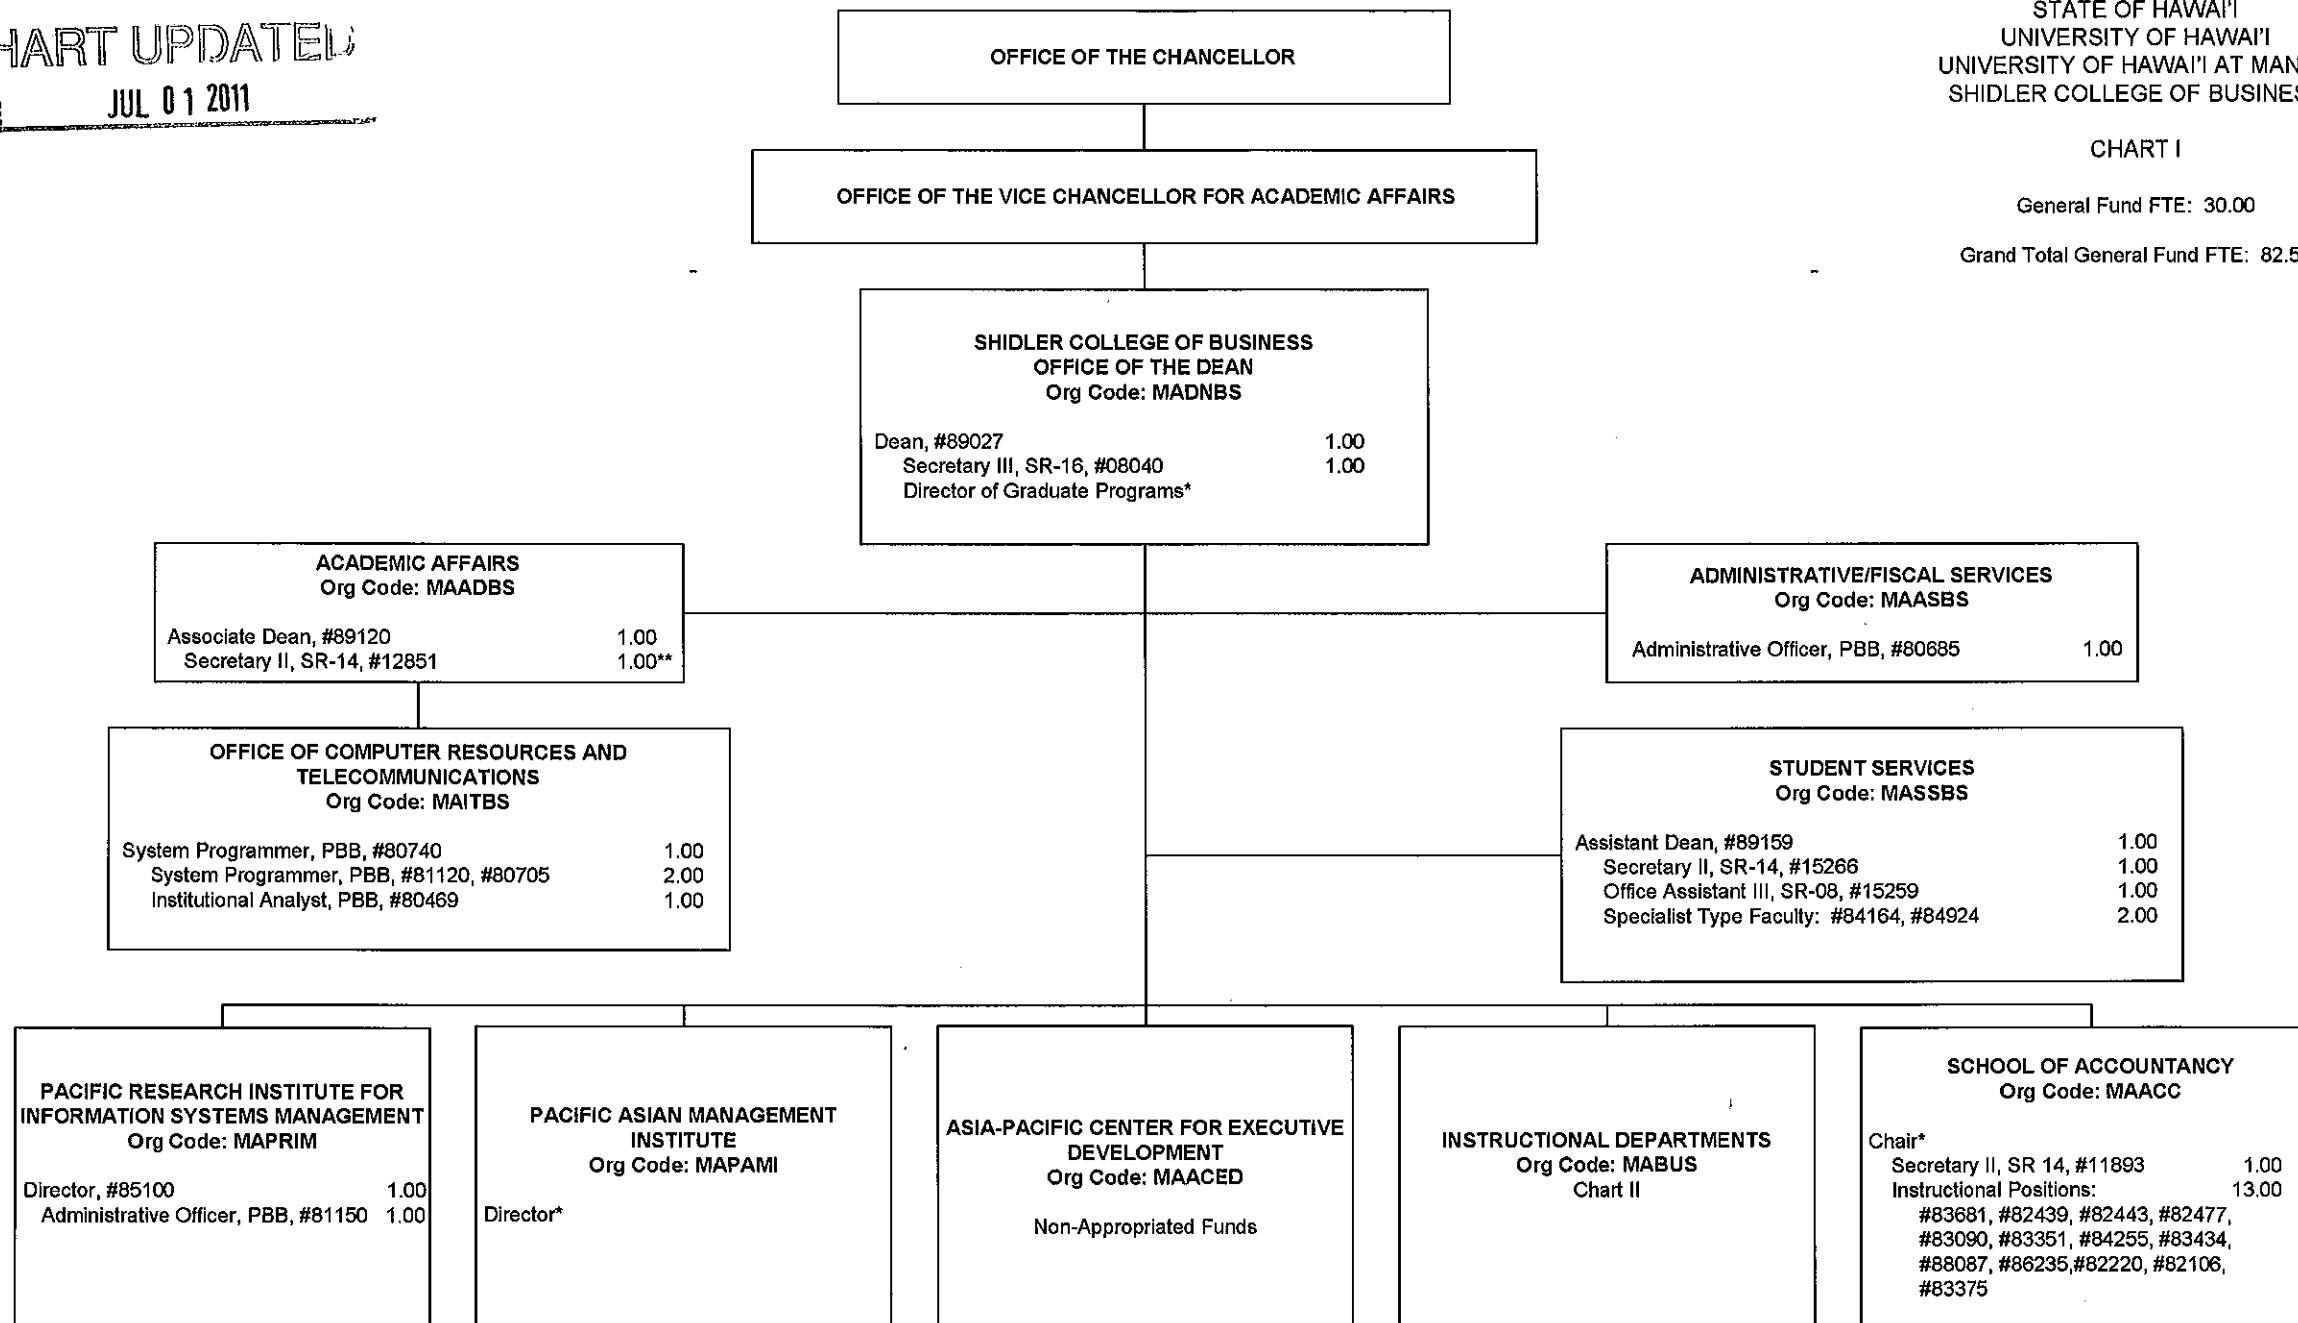 HART UPDATED
JUL 01 2011
STATE OF HAWAI'I
UNIVERSITY OF HAWAI'I
UNIVERSITY OF HAWAI'I AT MAN
SHIDLER COLLEGE OF BUSINES
CHART I
General Fund FTE: 30.00
Grand Total General Fund FTE: 82.5
OFFICE OF THE CHANCELLOR
OFFICE OF THE VICE CHANCELLOR FOR ACADEMIC AFFAIRS
SHIDLER COLLEGE OF BUSINESS
OFFICE OF THE DEAN
Org Code: MADNBS
Dean, #89027 1.00
Secretary III, SR-16, #08040 1.00
Director of Graduate Programs*
ACADEMIC AFFAIRS
Org Code: MAADBS
Associate Dean, #89120 1.00
Secretary II, SR-14, #12851 1.00**
ADMINISTRATIVE/FISCAL SERVICES
Org Code: MAASBS
Administrative Officer, PBB, #80685 1.00
OFFICE OF COMPUTER RESOURCES AND
TELECOMMUNICATIONS
Org Code: MAITBS
System Programmer, PBB, #80740 1.00
System Programmer, PBB, #81120, #80705 2.00
Institutional Analyst, PBB, #80469 1.00
STUDENT SERVICES
Org Code: MASSBS
Assistant Dean, #89159 1.00
Secretary II, SR-14, #15266 1.00
Office Assistant III, SR-08, #15259 1.00
Specialist Type Faculty: #84164, #84924 2.00
PACIFIC RESEARCH INSTITUTE FOR
INFORMATION SYSTEMS MANAGEMENT
Org Code: MAPRIM
Director, #85100 1.00
Administrative Officer, PBB, #81150 1.00
PACIFIC ASIAN MANAGEMENT
INSTITUTE
Org Code: MAPAMI
Director*
ASIA-PACIFIC CENTER FOR EXECUTIVE
DEVELOPMENT
Org Code: MAACED
Non-Appropriated Funds
INSTRUCTIONAL DEPARTMENTS
Org Code: MABUS
Chart II
SCHOOL OF ACCOUNTANCY
Org Code: MAACC
Chair*
Secretary II, SR 14, #11893 1.00
Instructional Positions: 13.00
#83681, #82439, #82443, #82477,
#83090, #83351, #84255, #83434,
#88087, #86235,#82220, #82106,
#83375